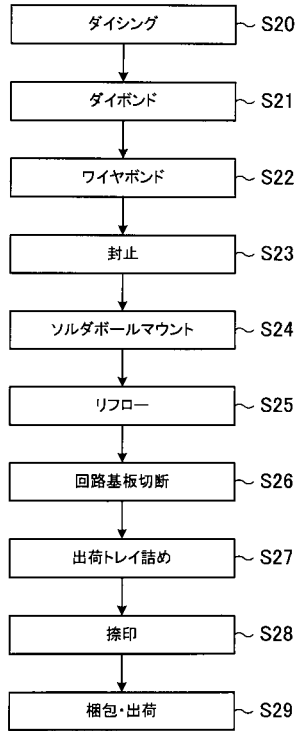 ダイシング S20
ダイボンド S21
ワイヤボンド S22
封止 S23
ソルダボールマウント S24
リフロー S25
回路基板切断 S26
出荷トレイ詰め S27
捺印 S28
梱包・出荷 S29